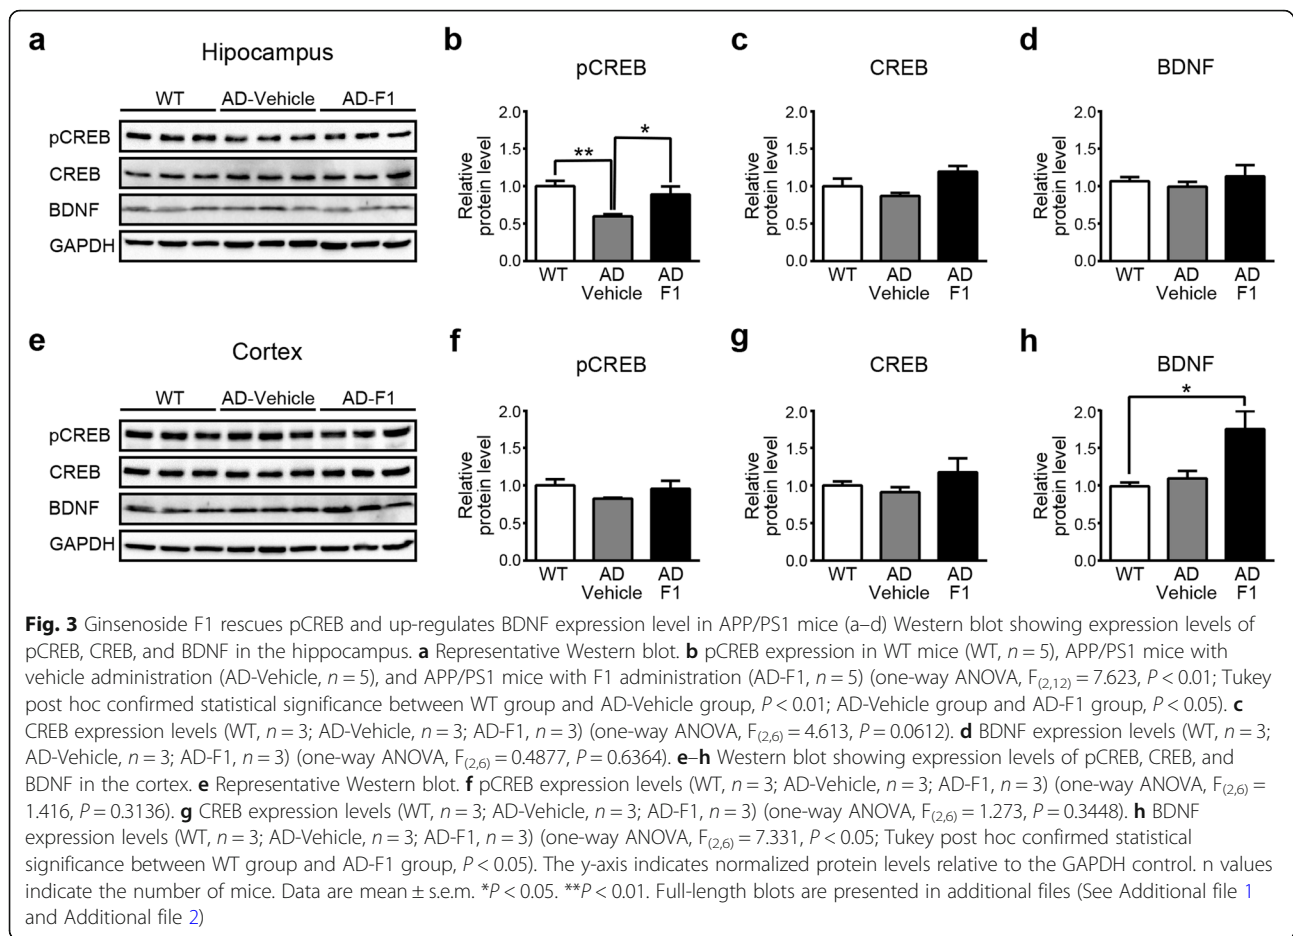 a
Hipocampus
WT AD-Vehicle AD-F1
pCREB
CREB
BDNF
GAPDH
b
pCREB
Relative
protein level
2.0
1.5
1.0
0.5
0.0
**
*
WT AD AD
Vehicle F1
c
CREB
Relative
protein level
2.0
1.5
1.0
0.5
0.0
WT AD AD
Vehicle F1
d
BDNF
Relative
protein level
2.0
1.5
1.0
0.5
0.0
WT AD AD
Vehicle F1
e
Cortex
WT AD-Vehicle AD-F1
pCREB
CREB
BDNF
GAPDH
f
pCREB
Relative
protein level
2.0
1.5
1.0
0.5
0.0
WT AD AD
Vehicle F1
g
CREB
Relative
protein level
2.0
1.5
1.0
0.5
0.0
WT AD AD
Vehicle F1
h
BDNF
Relative
protein level
2.0
1.5
1.0
0.5
0.0
*
WT AD AD
Vehicle F1
Fig. 3 Ginsenoside F1 rescues pCREB and up-regulates BDNF expression level in APP/PS1 mice (a–d) Western blot showing expression levels of
pCREB, CREB, and BDNF in the hippocampus. a Representative Western blot. b pCREB expression in WT mice (WT, n = 5), APP/PS1 mice with
vehicle administration (AD-Vehicle, n = 5), and APP/PS1 mice with F1 administration (AD-F1, n = 5) (one-way ANOVA, F(2,12) = 7.623, P < 0.01; Tukey
post hoc confirmed statistical significance between WT group and AD-Vehicle group, P < 0.01; AD-Vehicle group and AD-F1 group, P < 0.05). c
CREB expression levels (WT, n = 3; AD-Vehicle, n = 3; AD-F1, n = 3) (one-way ANOVA, F(2,6) = 4.613, P = 0.0612). d BDNF expression levels (WT, n = 3;
AD-Vehicle, n = 3; AD-F1, n = 3) (one-way ANOVA, F(2,6) = 0.4877, P = 0.6364). e–h Western blot showing expression levels of pCREB, CREB, and
BDNF in the cortex. e Representative Western blot. f pCREB expression levels (WT, n = 3; AD-Vehicle, n = 3; AD-F1, n = 3) (one-way ANOVA, F(2,6) =
1.416, P = 0.3136). g CREB expression levels (WT, n = 3; AD-Vehicle, n = 3; AD-F1, n = 3) (one-way ANOVA, F(2,6) = 1.273, P = 0.3448). h BDNF
expression levels (WT, n = 3; AD-Vehicle, n = 3; AD-F1, n = 3) (one-way ANOVA, F(2,6) = 7.331, P < 0.05; Tukey post hoc confirmed statistical
significance between WT group and AD-F1 group, P < 0.05). The y-axis indicates normalized protein levels relative to the GAPDH control. n values
indicate the number of mice. Data are mean ± s.e.m. *P < 0.05. **P < 0.01. Full-length blots are presented in additional files (See Additional file 1
and Additional file 2)